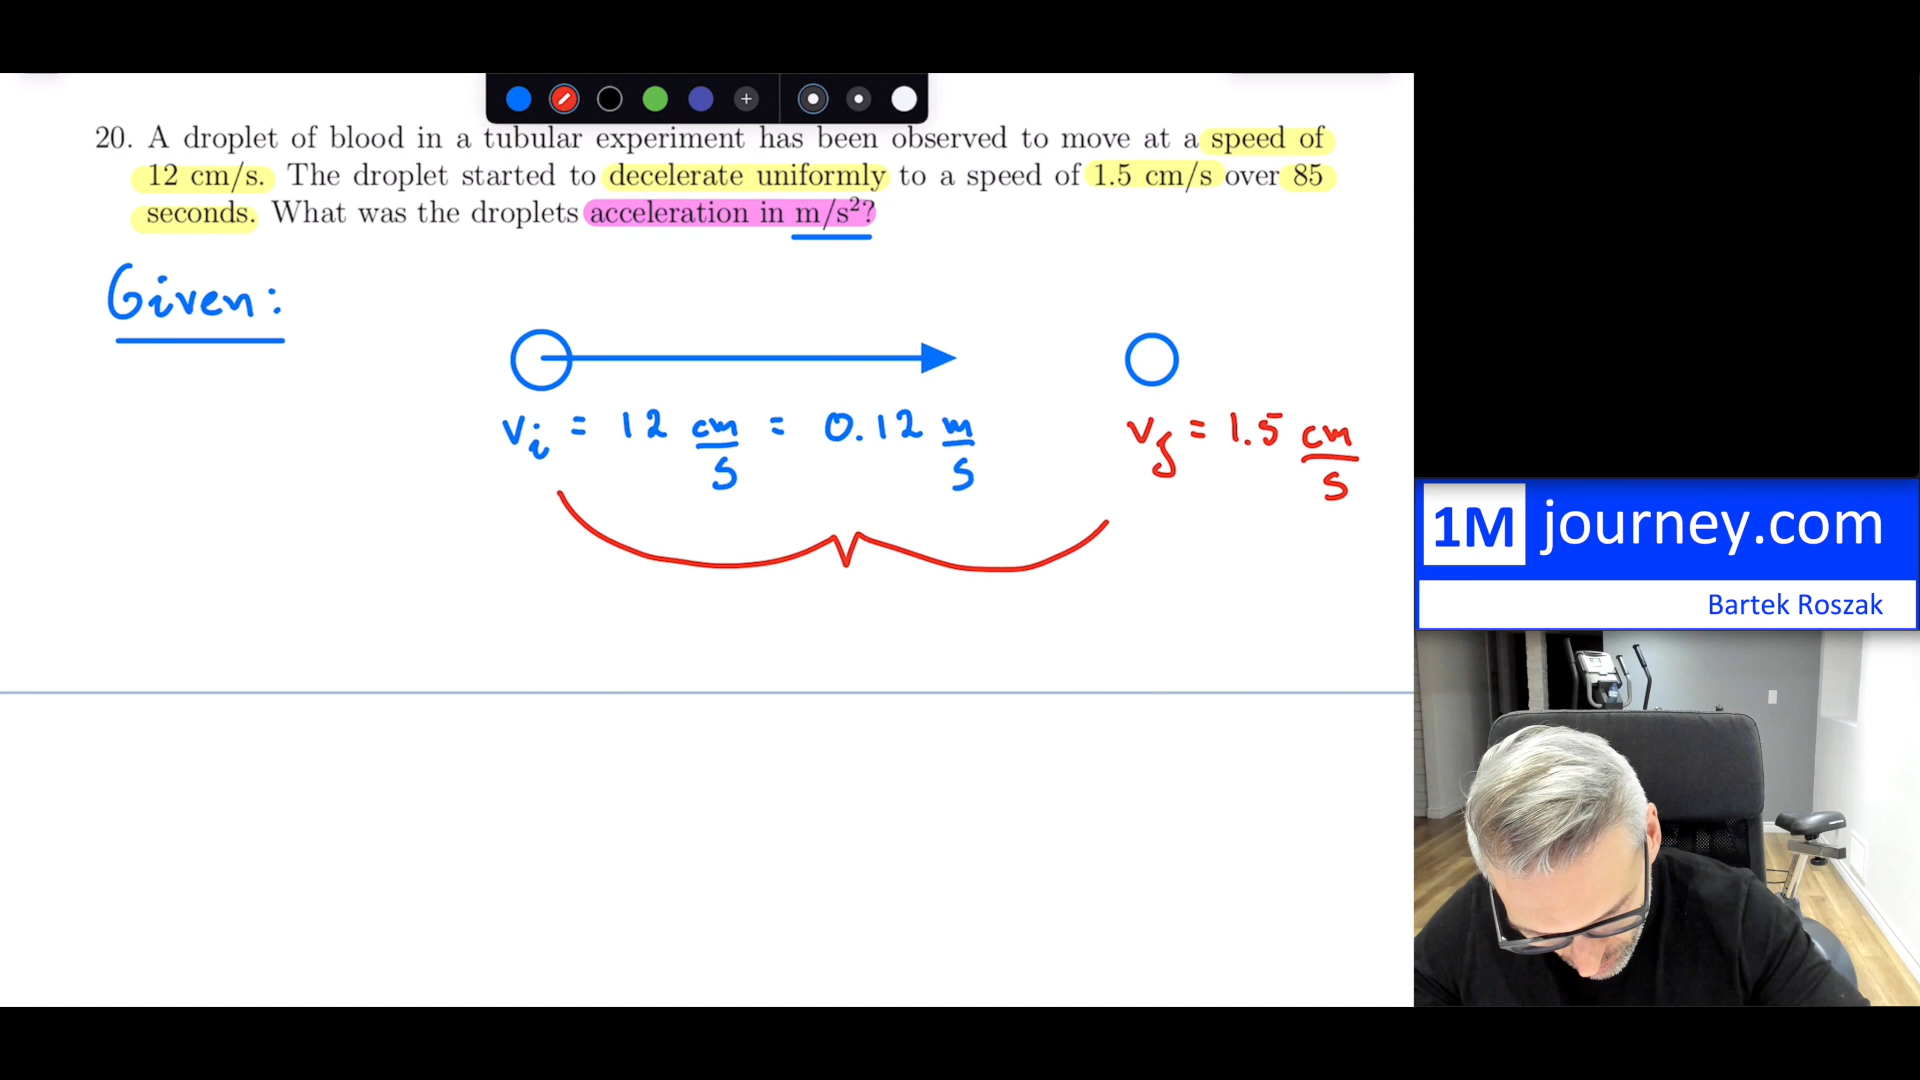 20. A droplet of blood in a tubular experiment has been observed to move at a speed of
12 cm/s. The droplet started to decelerate uniformly to a speed of 1.5 cm/s over 85
seconds. What was the droplets acceleration in m/s²?
Given:
vᵢ = 12 cm/s = 0.12 m/s
v_f = 1.5 cm/s
1M journey.com
Bartek Roszak